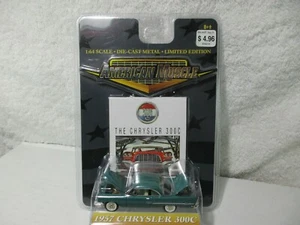 1:64 SCALE • DIE-CAST METAL • LIMITED EDITION
$ 4.96
AMERICAN MUSCLE
THE CHRYSLER 300C
1957 CHRYSLER 300C